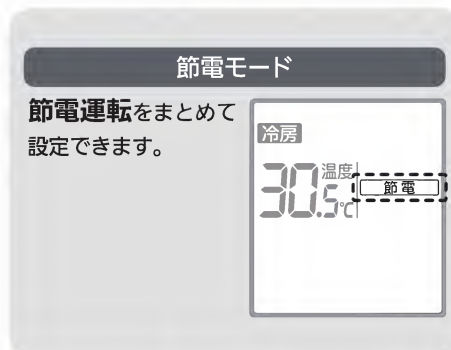 節電モード
節電運転をまとめて
設定できます。
冷房
温度
30.5℃
節電